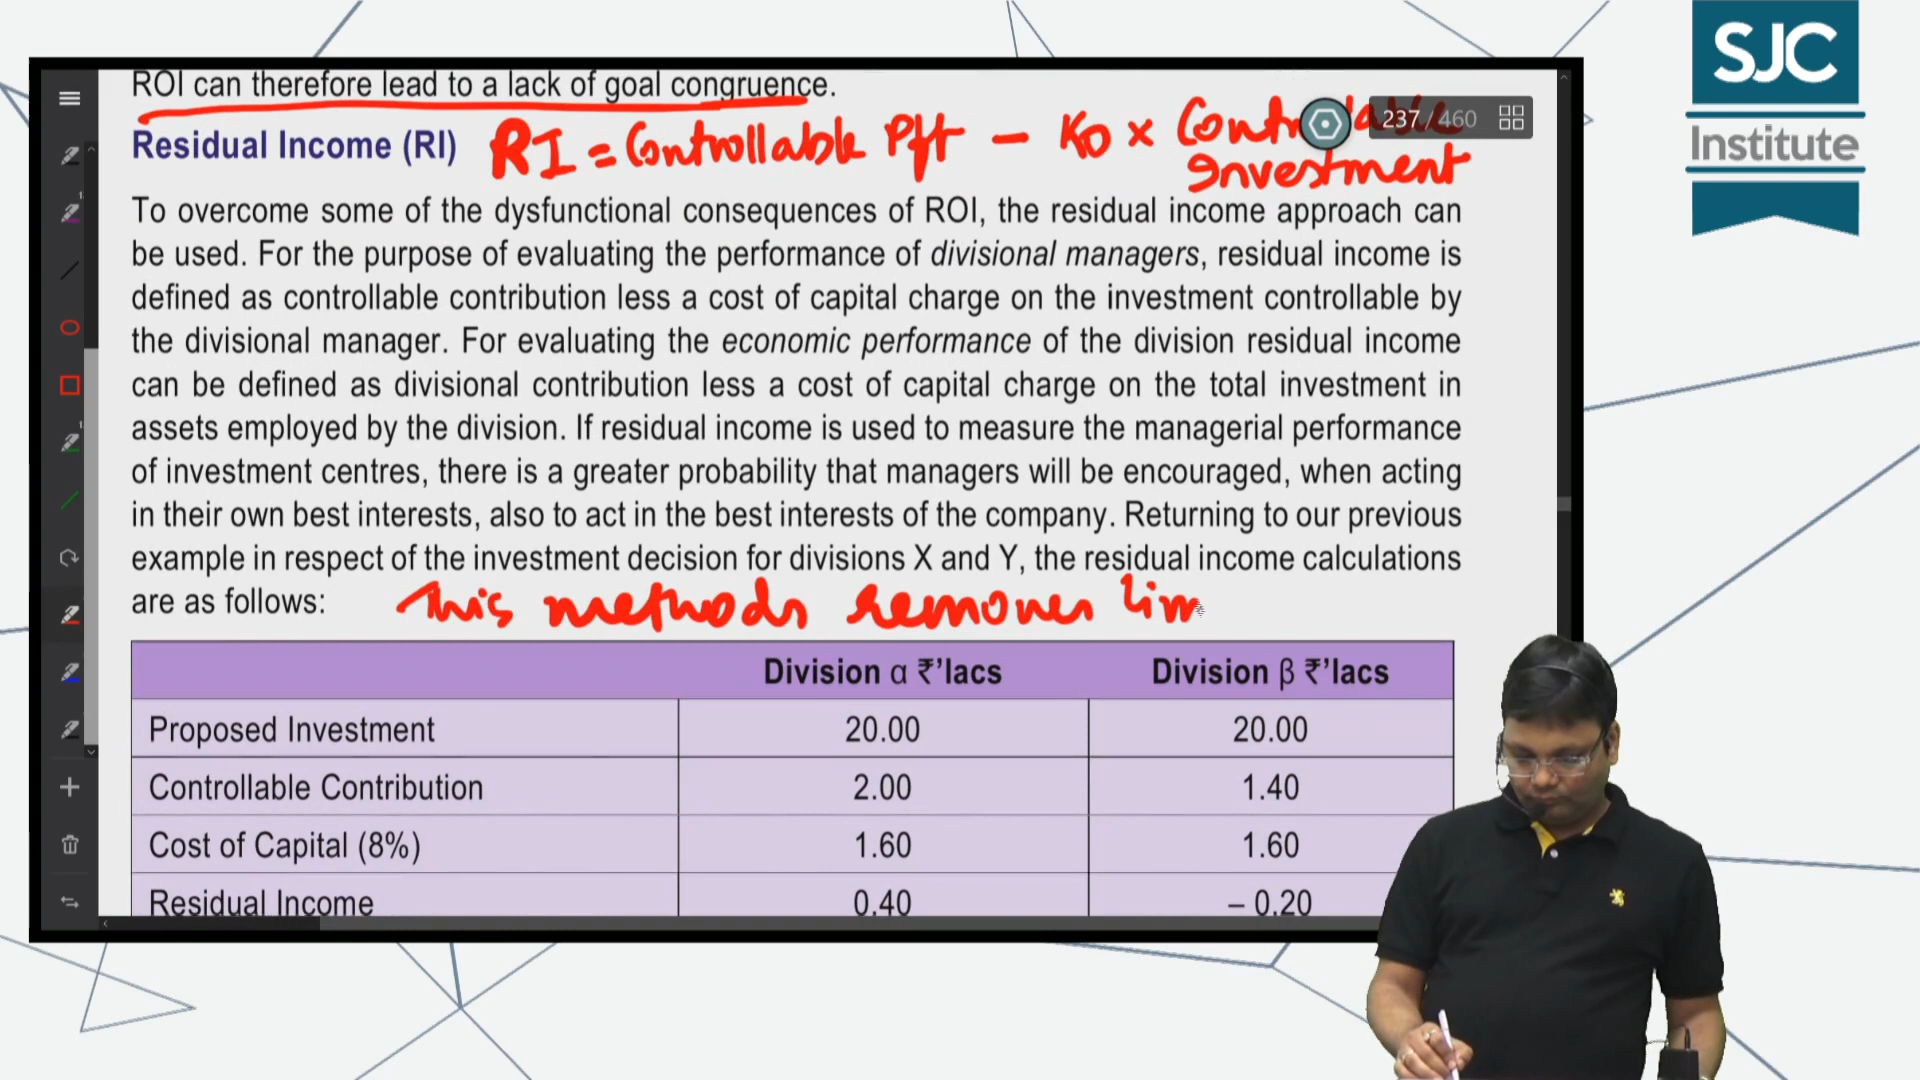 SJC
Institute
237 / 460
ROI can therefore lead to a lack of goal congruence.
Residual Income (RI)
RI = Controllable Pft – K0 × Controllable
Investment
To overcome some of the dysfunctional consequences of ROI, the residual income approach can
be used. For the purpose of evaluating the performance of divisional managers, residual income is
defined as controllable contribution less a cost of capital charge on the investment controllable by
the divisional manager. For evaluating the economic performance of the division residual income
can be defined as divisional contribution less a cost of capital charge on the total investment in
assets employed by the division. If residual income is used to measure the managerial performance
of investment centres, there is a greater probability that managers will be encouraged, when acting
in their own best interests, also to act in the best interests of the company. Returning to our previous
example in respect of the investment decision for divisions X and Y, the residual income calculations
are as follows:
This methods removes lim
Division α ₹'lacs Division β ₹'lacs
Proposed Investment 20.00 20.00
Controllable Contribution 2.00 1.40
Cost of Capital (8%) 1.60 1.60
Residual Income 0.40 – 0.20